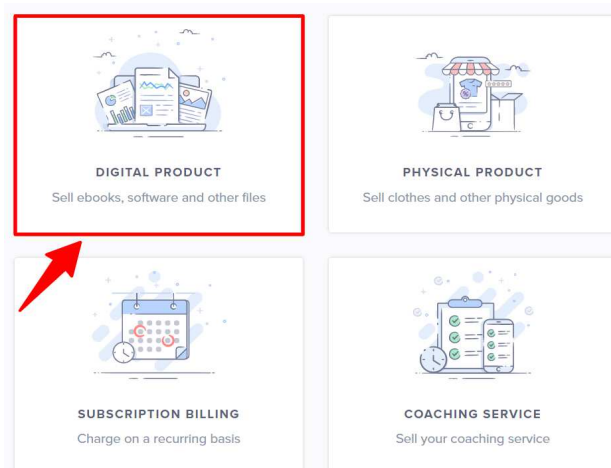 DIGITAL PRODUCT
Sell ebooks, software and other files
PHYSICAL PRODUCT
Sell clothes and other physical goods
SUBSCRIPTION BILLING
Charge on a recurring basis
COACHING SERVICE
Sell your coaching service